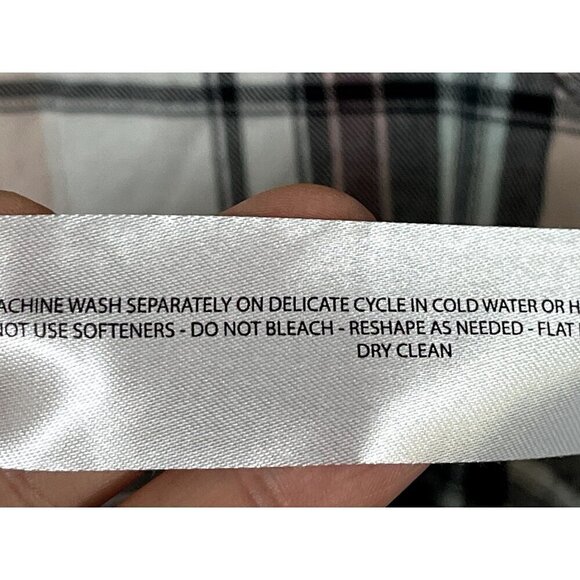 ACHINE WASH SEPARATELY ON DELICATE CYCLE IN COLD WATER OR H
NOT USE SOFTENERS - DO NOT BLEACH - RESHAPE AS NEEDED - FLAT
DRY CLEAN